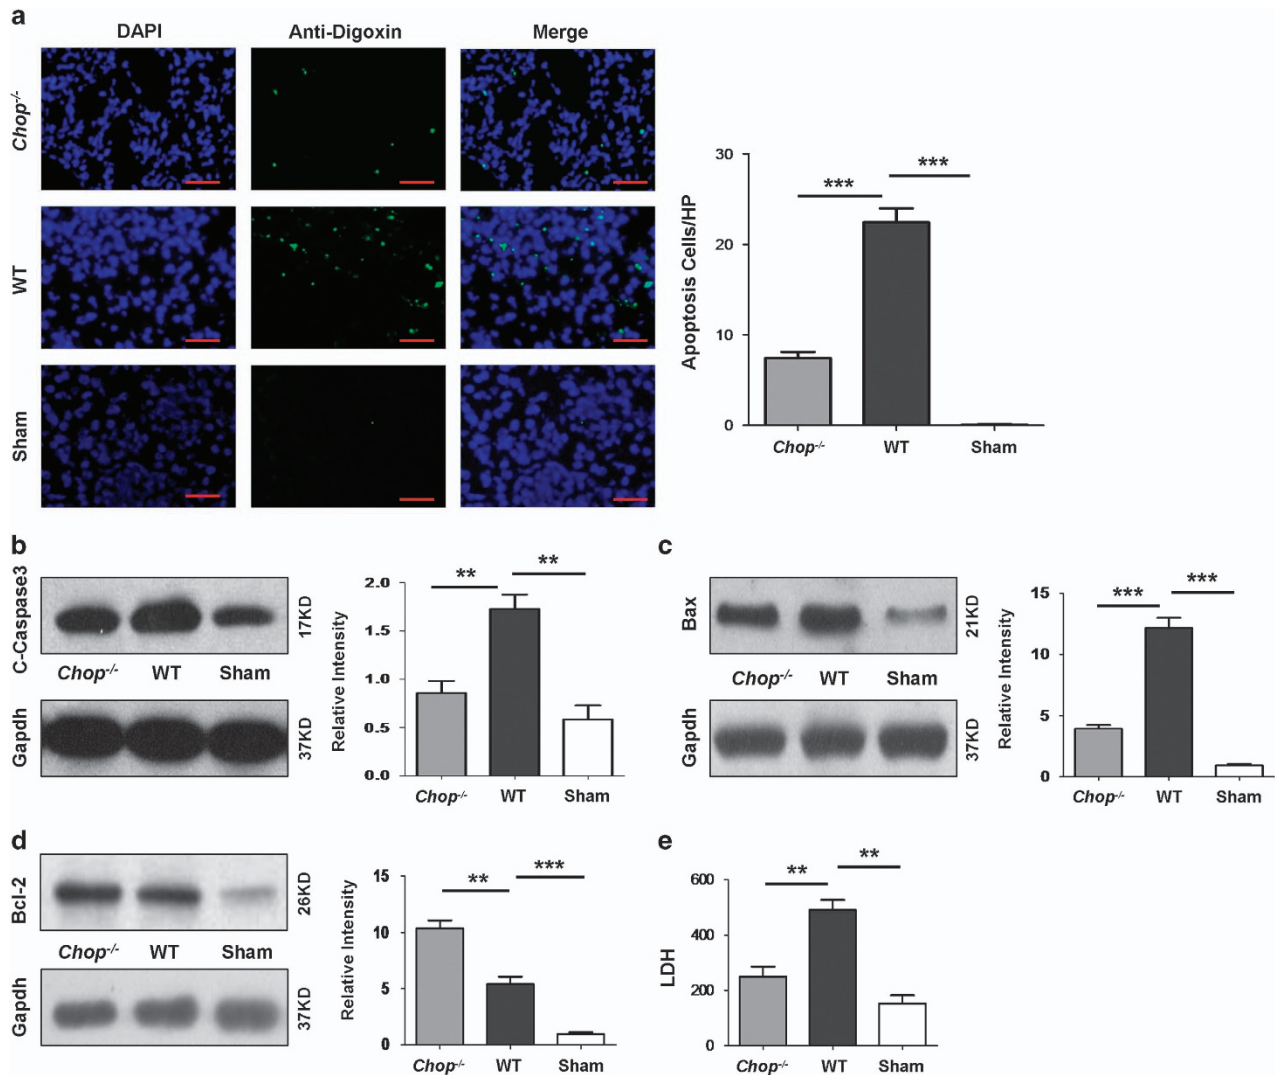 a
DAPI Anti-Digoxin Merge
Chop-/-
WT
Sham
Apoptosis Cells/HP
30
20
10
0
*** ***
Chop-/- WT Sham
b
C-Caspase3
17KD
Chop-/- WT Sham
Gapdh
37KD
Relative Intensity
2.0
1.5
1.0
0.5
0.0
** **
Chop-/- WT Sham
c
Bax
21KD
Chop-/- WT Sham
Gapdh
37KD
Relative Intensity
15
10
5
0
*** ***
Chop-/- WT Sham
d
Bcl-2
26KD
Chop-/- WT Sham
Gapdh
37KD
Relative Intensity
15
10
5
0
** ***
Chop-/- WT Sham
e
LDH
600
400
200
0
** **
Chop-/- WT Sham